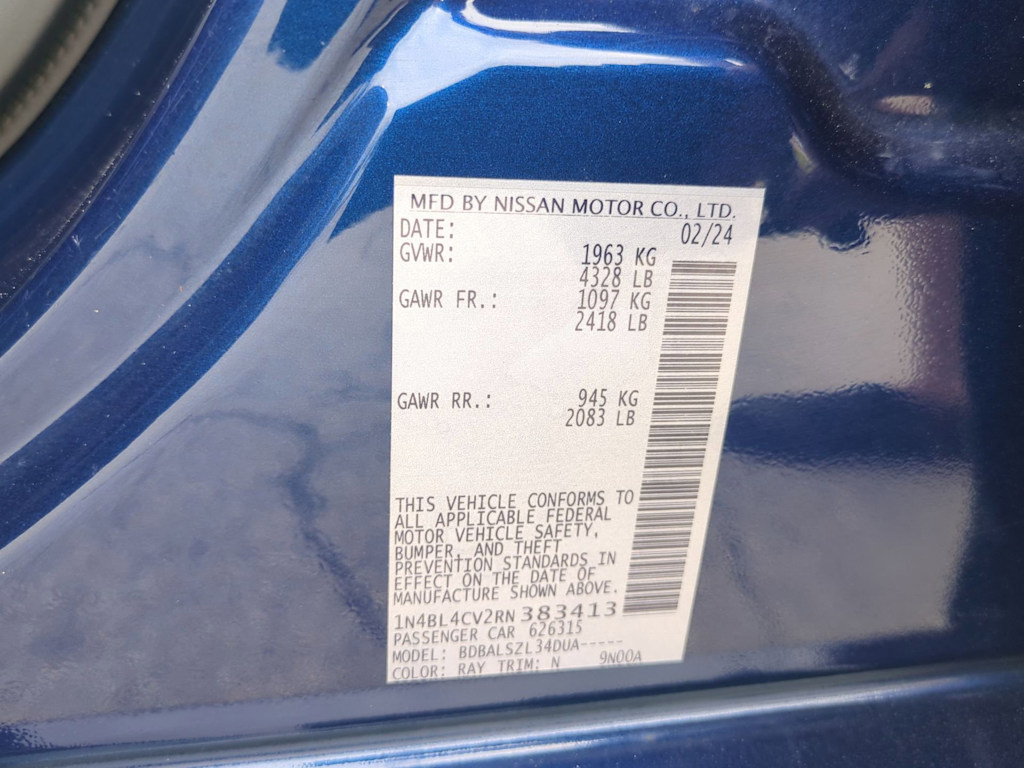 MFD BY NISSAN MOTOR CO., LTD.
DATE: 02/24
GVWR: 1963 KG
4328 LB
GAWR FR.: 1097 KG
2418 LB
GAWR RR.: 945 KG
2083 LB
THIS VEHICLE CONFORMS TO
ALL APPLICABLE FEDERAL
MOTOR VEHICLE SAFETY,
BUMPER, AND THEFT
PREVENTION STANDARDS IN
EFFECT ON THE DATE OF
MANUFACTURE SHOWN ABOVE.
1N4BL4CV2RN383413
PASSENGER CAR 626315
MODEL: BDBALSZL34DUA-----
COLOR: RAY TRIM: N 9N00A